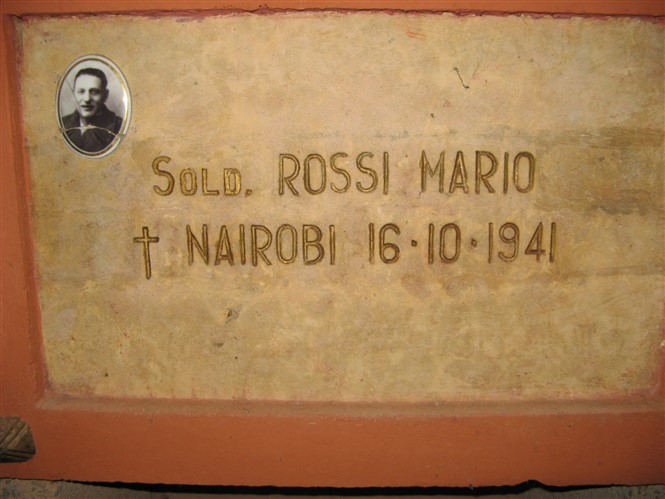 SOLD. ROSSI MARIO
† NAIROBI 16·10·1941